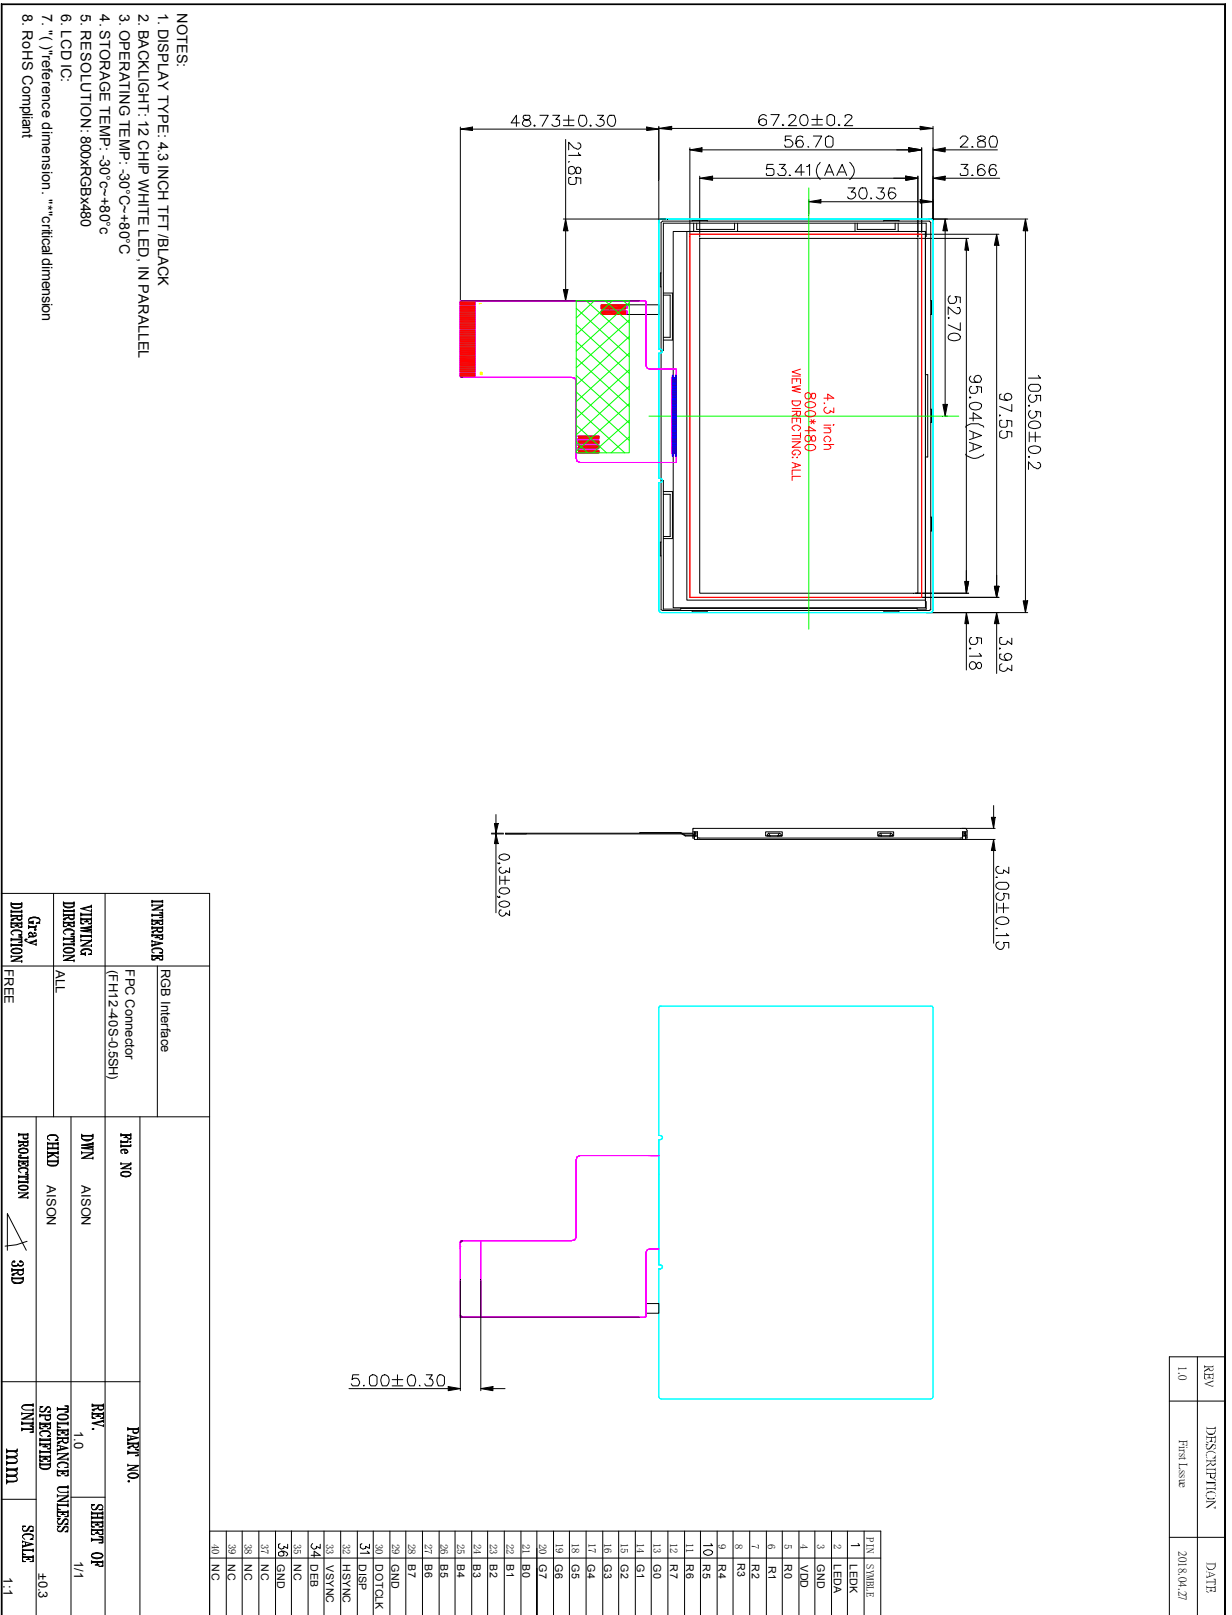 REV DESCRIPTION DATE
1.0 First Lssue 2018.04.27
105.50±0.2
97.55 3.93
95.04(AA) 5.18
52.70
48.73±0.30 67.20±0.2
56.70 2.80
53.41(AA) 3.66
30.36
21.85
4.3 inch
800*480
VIEW DIRECTING:ALL
3.05±0.15
0,3±0,03
5.00±0.30
PIN SYMBLE
1 LEDK
2 LEDA
3 GND
4 VDD
5 R0
6 R1
7 R2
8 R3
9 R4
10 R5
11 R6
12 R7
13 G0
14 G1
15 G2
16 G3
17 G4
18 G5
19 G6
20 G7
21 B0
22 B1
23 B2
24 B3
25 B4
26 B5
27 B6
28 B7
29 GND
30 DOTCLK
31 DISP
32 HSYNC
33 VSYNC
34 DEB
35 NC
36 GND
37 NC
38 NC
39 NC
40 NC
NOTES:
1. DISPLAY TYPE: 4.3 INCH TFT /BLACK
2. BACKLIGHT: 12 CHIP WHITE LED, IN PARALLEL
3. OPERATING TEMP: -30°C~+80°C
4. STORAGE TEMP: -30°c~+80°c
5. RESOLUTION: 800xRGBx480
6. LCD IC:
7. "( )"reference dimension. "*"critical dimension
8. RoHS Compliant
INTERFACE
RGB Interface
FPC Connector
(FH12-40S-0.5SH)
VIEWING
DIRECTION
ALL
Gray
DIRECTION
FREE
File NO
DWN AISON
CHKD AISON
PROJECTION 3RD
PART NO.
REV. 1.0
SHEET OF 1/1
TOLERANCE UNLESS
SPECIFIED ±0.3
UNIT mm
SCALE 1:1